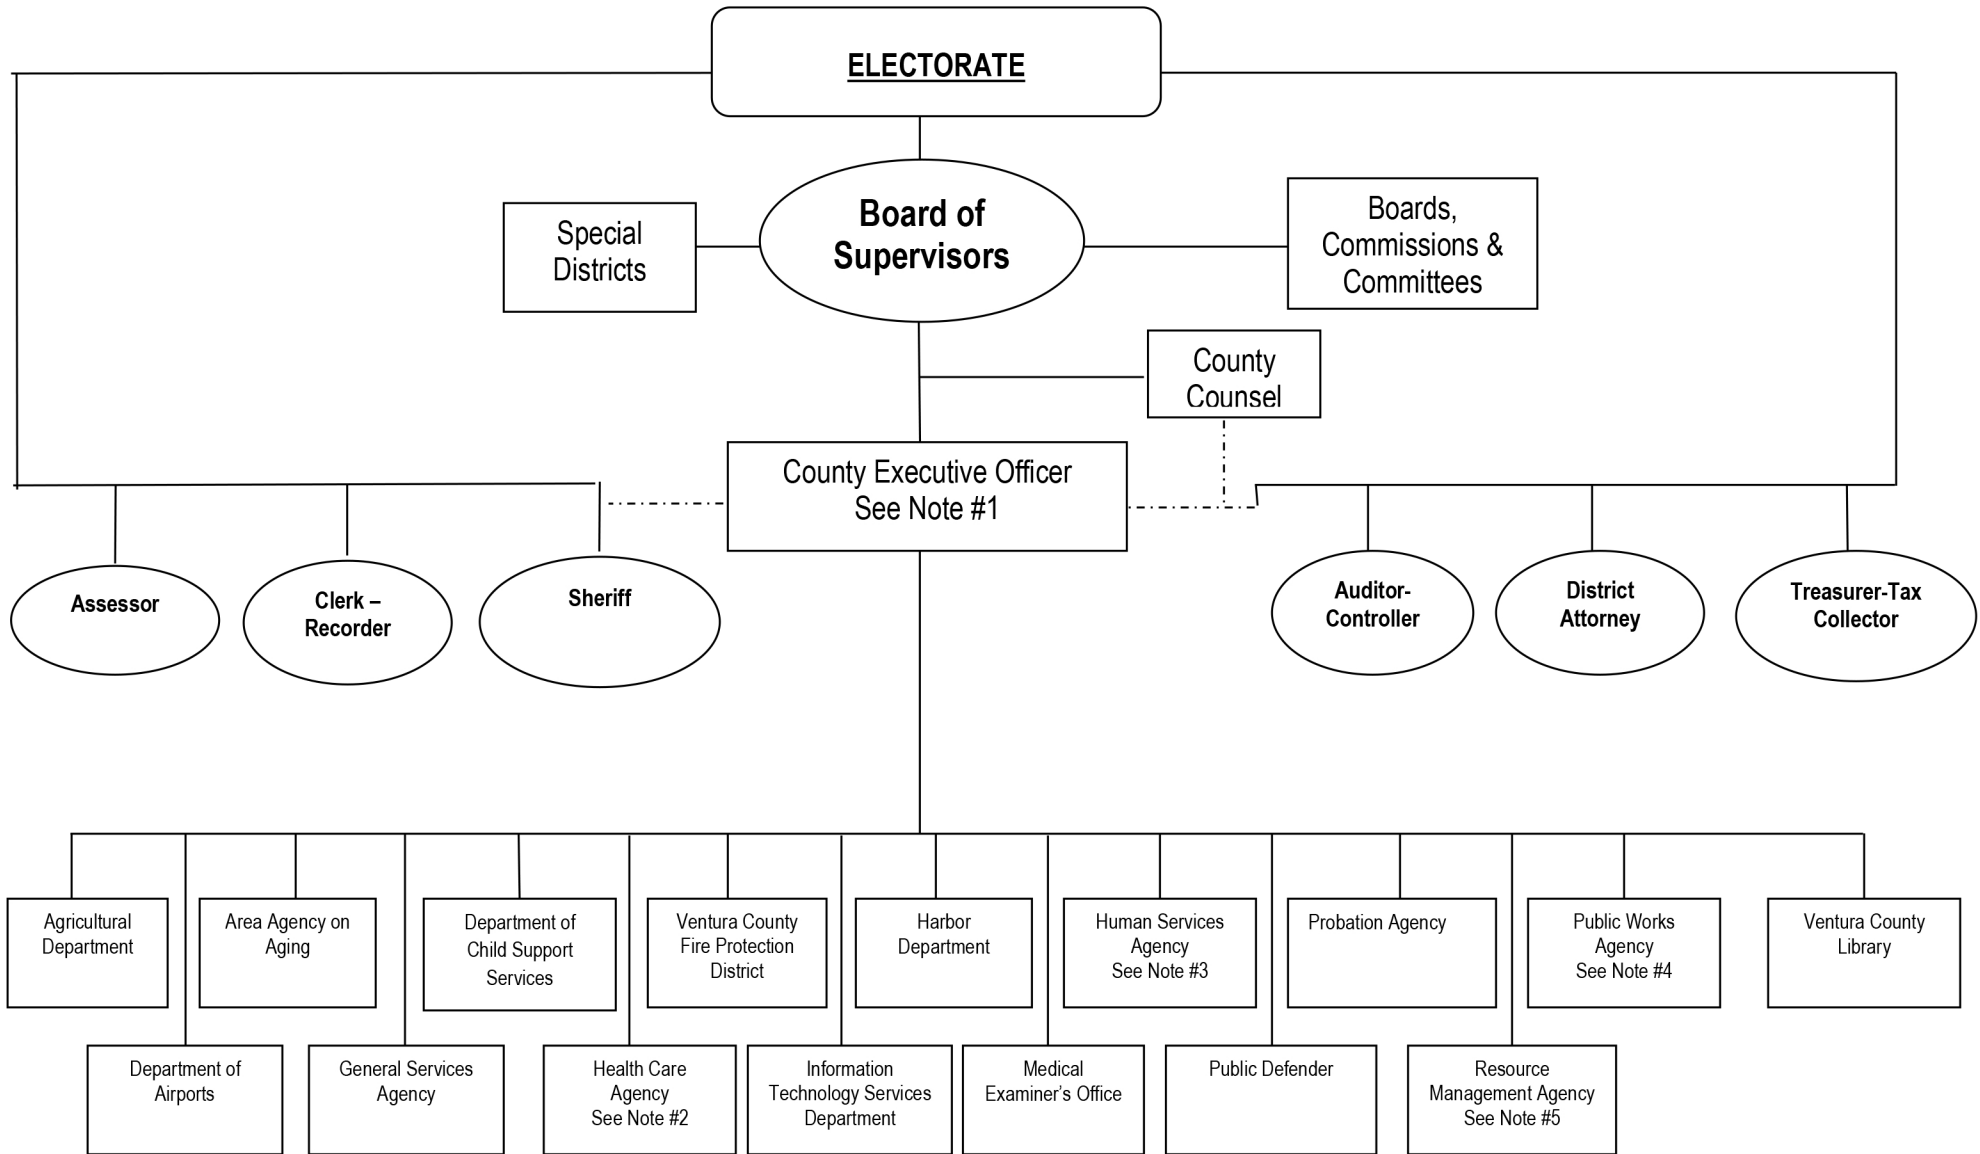 ELECTORATE
Board of
Supervisors
Special
Districts
Boards,
Commissions &
Committees
County
Counsel
County Executive Officer
See Note #1
Assessor
Clerk –
Recorder
Sheriff
Auditor-
Controller
District
Attorney
Treasurer-Tax
Collector
Agricultural
Department
Area Agency on
Aging
Department of
Child Support
Services
Ventura County
Fire Protection
District
Harbor
Department
Human Services
Agency
See Note #3
Probation Agency
Public Works
Agency
See Note #4
Ventura County
Library
Department of
Airports
General Services
Agency
Health Care
Agency
See Note #2
Information
Technology Services
Department
Medical
Examiner’s Office
Public Defender
Resource
Management Agency
See Note #5